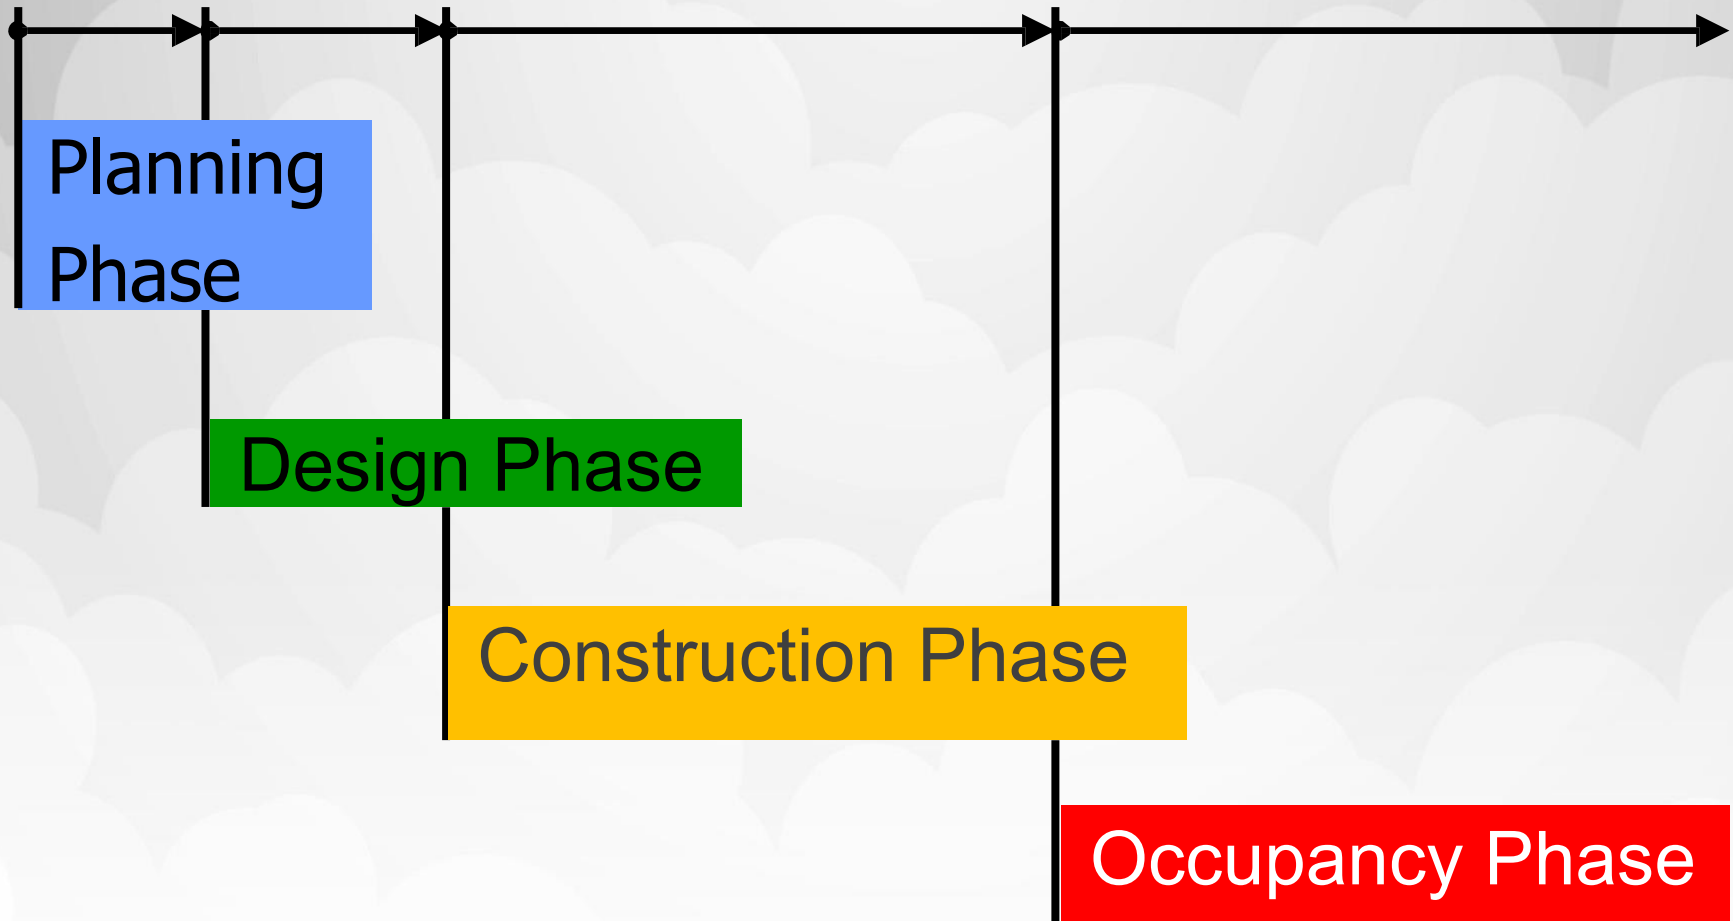 Planning
Phase
Design Phase
Construction Phase
Occupancy Phase